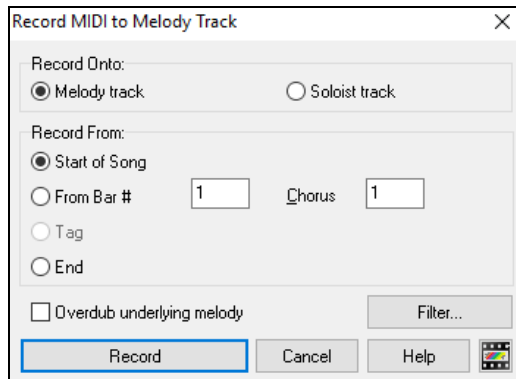 Record MIDI to Melody Track
Record Onto:
Melody track Soloist track
Record From:
Start of Song
From Bar # 1 Chorus 1
Tag
End
Overdub underlying melody Filter...
Record Cancel Help